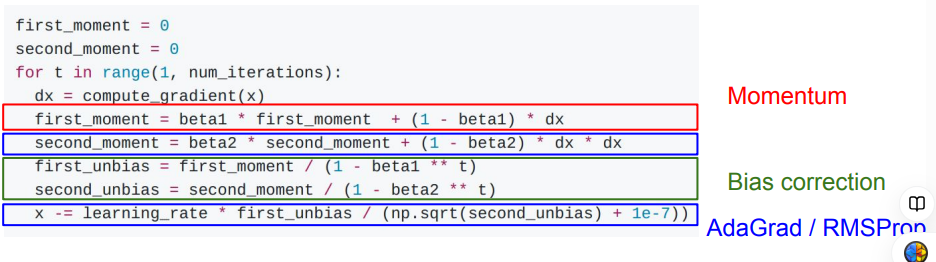 first_moment = 0
second_moment = 0
for t in range(1, num_iterations):
  dx = compute_gradient(x)
  first_moment = beta1 * first_moment  + (1 - beta1) * dx
  second_moment = beta2 * second_moment + (1 - beta2) * dx * dx
  first_unbias = first_moment / (1 - beta1 ** t)
  second_unbias = second_moment / (1 - beta2 ** t)
  x -= learning_rate * first_unbias / (np.sqrt(second_unbias) + 1e-7))
Momentum
Bias correction
AdaGrad / RMSProp